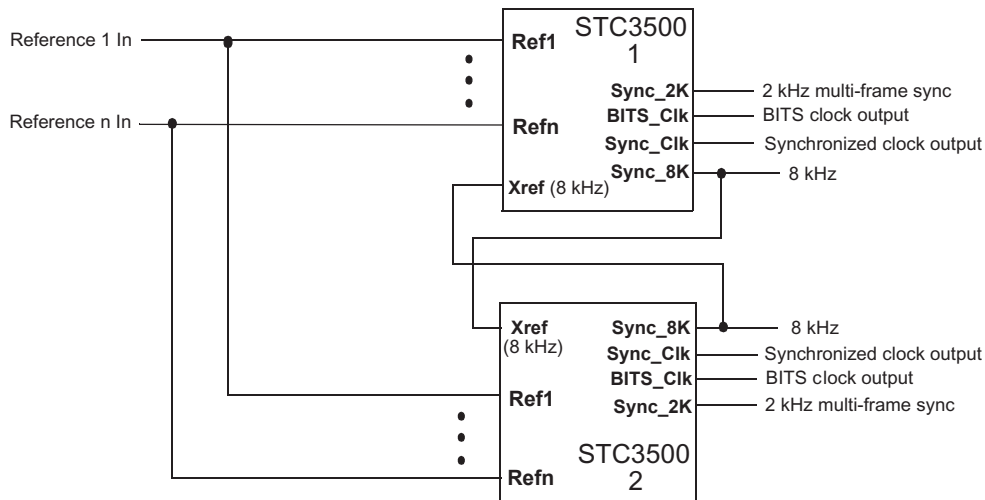 Reference 1 In
Reference n In
Ref1
STC3500
1
Refn
Xref (8 kHz)
Sync_2K
BITS_Clk
Sync_Clk
Sync_8K
2 kHz multi-frame sync
BITS clock output
Synchronized clock output
8 kHz
Xref
(8 kHz)
Ref1
Refn
Sync_8K
Sync_Clk
BITS_Clk
Sync_2K
STC3500
2
8 kHz
Synchronized clock output
BITS clock output
2 kHz multi-frame sync